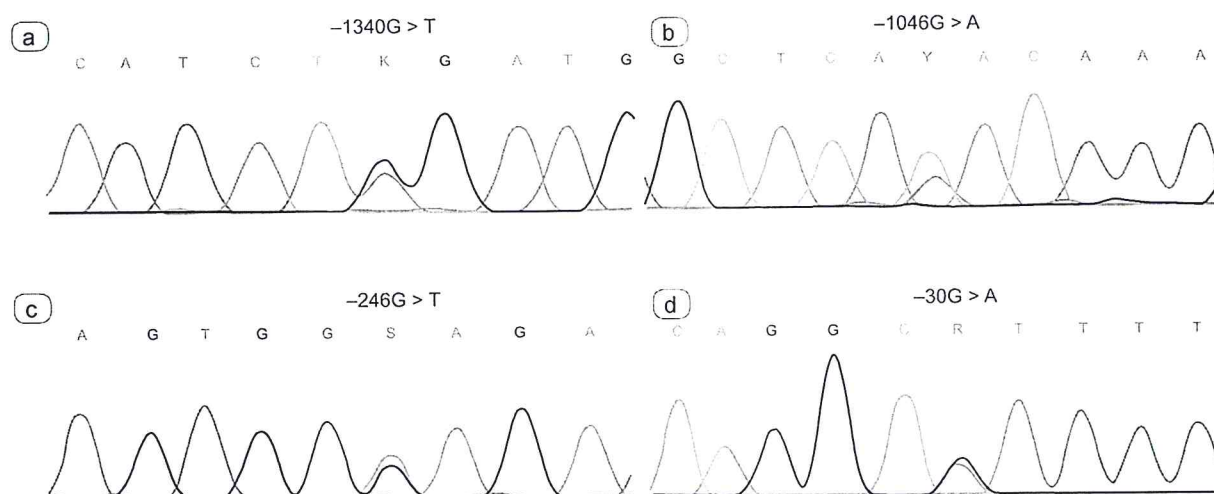 a
–1340G > T
C A T C T K G A T G
b
–1046G > A
G C T C A Y A C A A A
c
–246G > T
A G T G G S A G A
d
–30G > A
C A G G C R T T T T